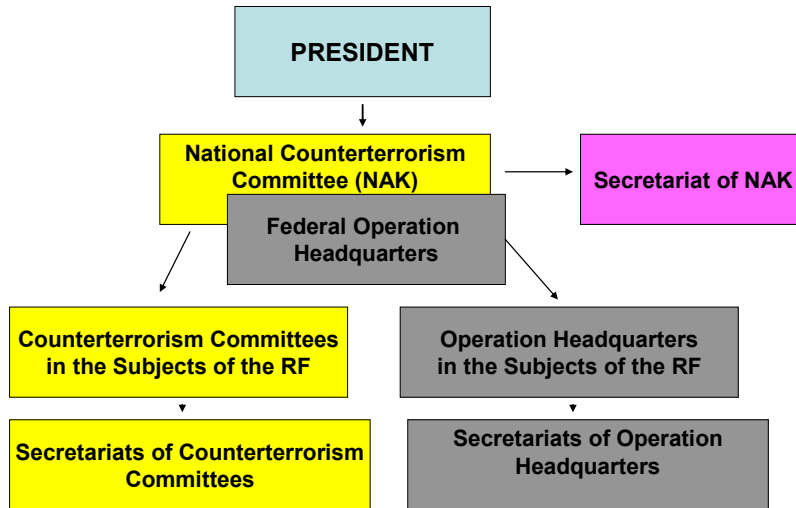 PRESIDENT
National Counterterrorism
Committee (NAK)
Secretariat of NAK
Federal Operation
Headquarters
Counterterrorism Committees
in the Subjects of the RF
Operation Headquarters
in the Subjects of the RF
Secretariats of Counterterrorism
Committees
Secretariats of Operation
Headquarters